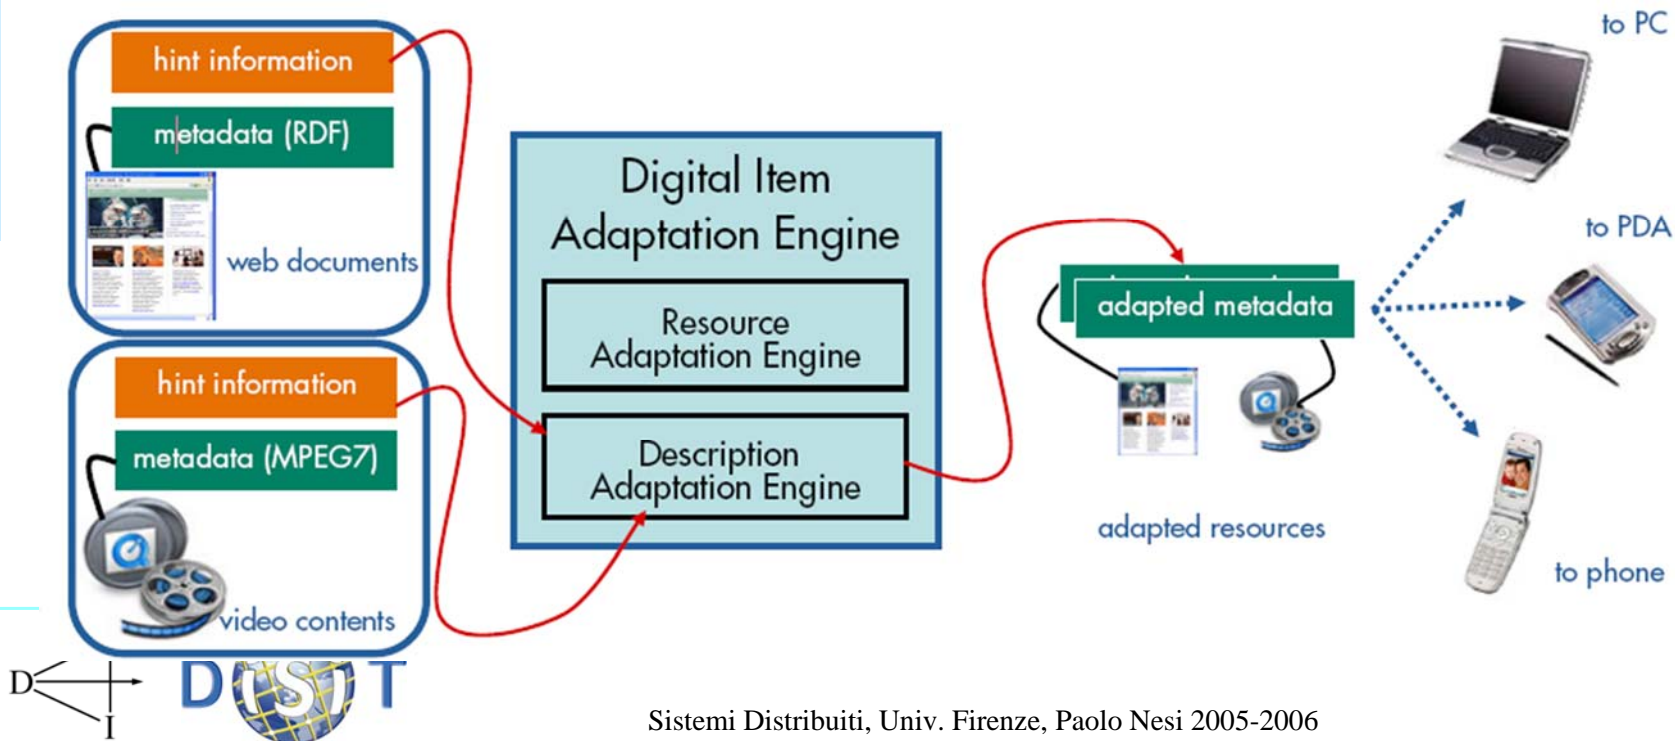 hint information
metadata (RDF)
web documents
hint information
metadata (MPEG7)
video contents
Digital Item
Adaptation Engine
Resource
Adaptation Engine
Description
Adaptation Engine
adapted metadata
adapted resources
to PC
to PDA
to phone
D
I
DISIT
Sistemi Distribuiti, Univ. Firenze, Paolo Nesi 2005-2006